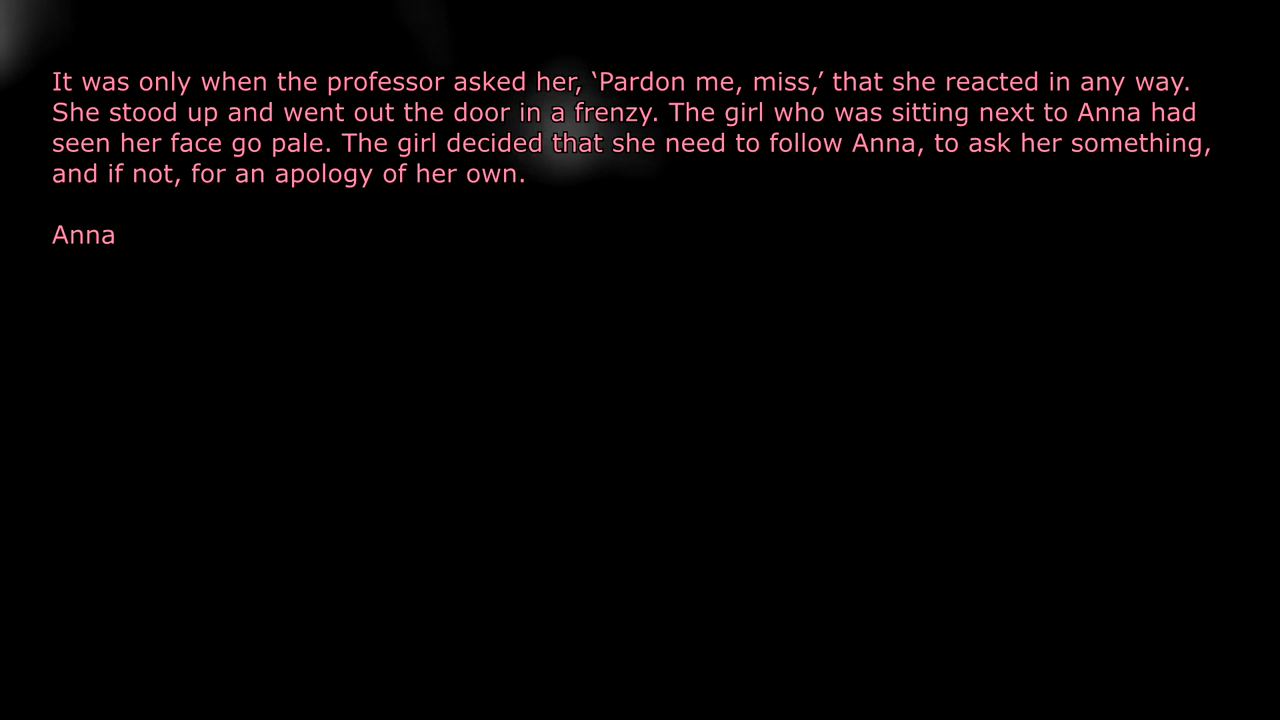 It was only when the professor asked her, ‘Pardon me, miss,’ that she reacted in any way.
She stood up and went out the door in a frenzy. The girl who was sitting next to Anna had
seen her face go pale. The girl decided that she need to follow Anna, to ask her something,
and if not, for an apology of her own.
Anna